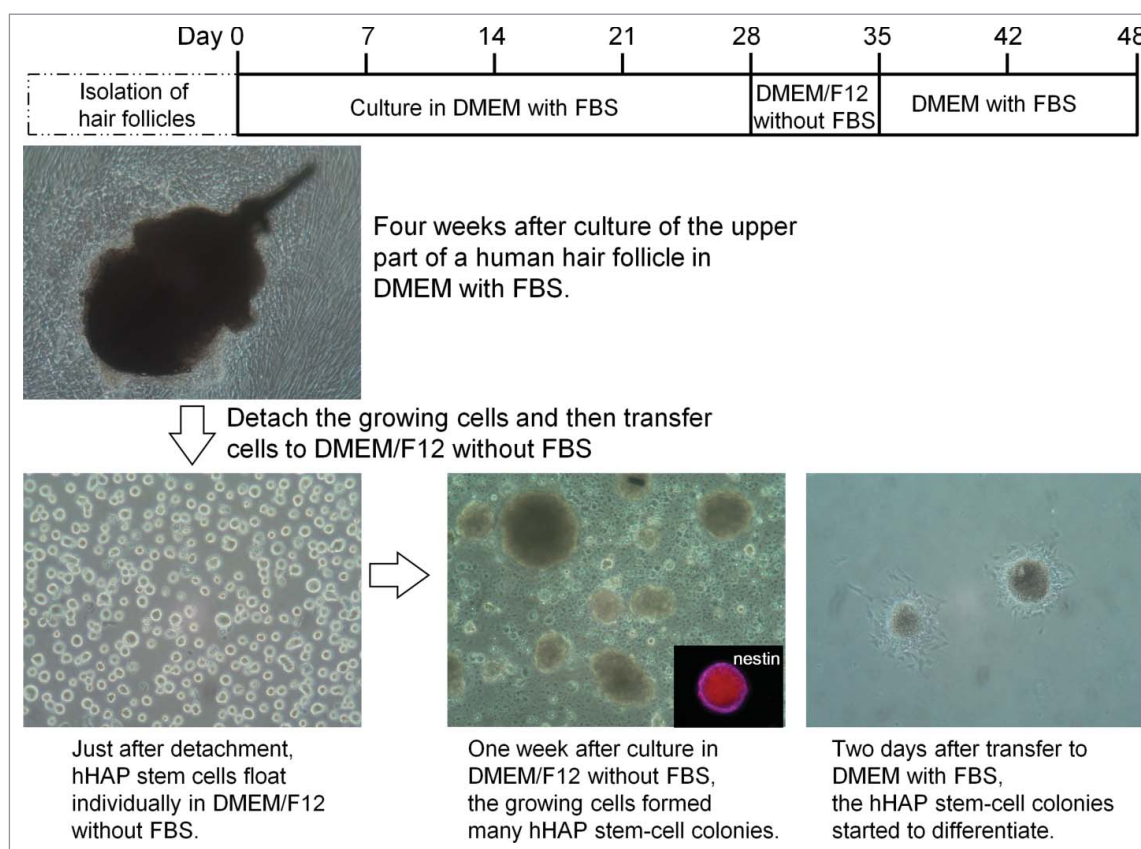 Day 0 7 14 21 28 35 42 48
Isolation of
hair follicles
Culture in DMEM with FBS
DMEM/F12
without FBS
DMEM with FBS
Four weeks after culture of the upper
part of a human hair follicle in
DMEM with FBS.
Detach the growing cells and then transfer
cells to DMEM/F12 without FBS
nestin
Just after detachment,
hHAP stem cells float
individually in DMEM/F12
without FBS.
One week after culture in
DMEM/F12 without FBS,
the growing cells formed
many hHAP stem-cell colonies.
Two days after transfer to
DMEM with FBS,
the hHAP stem-cell colonies
started to differentiate.